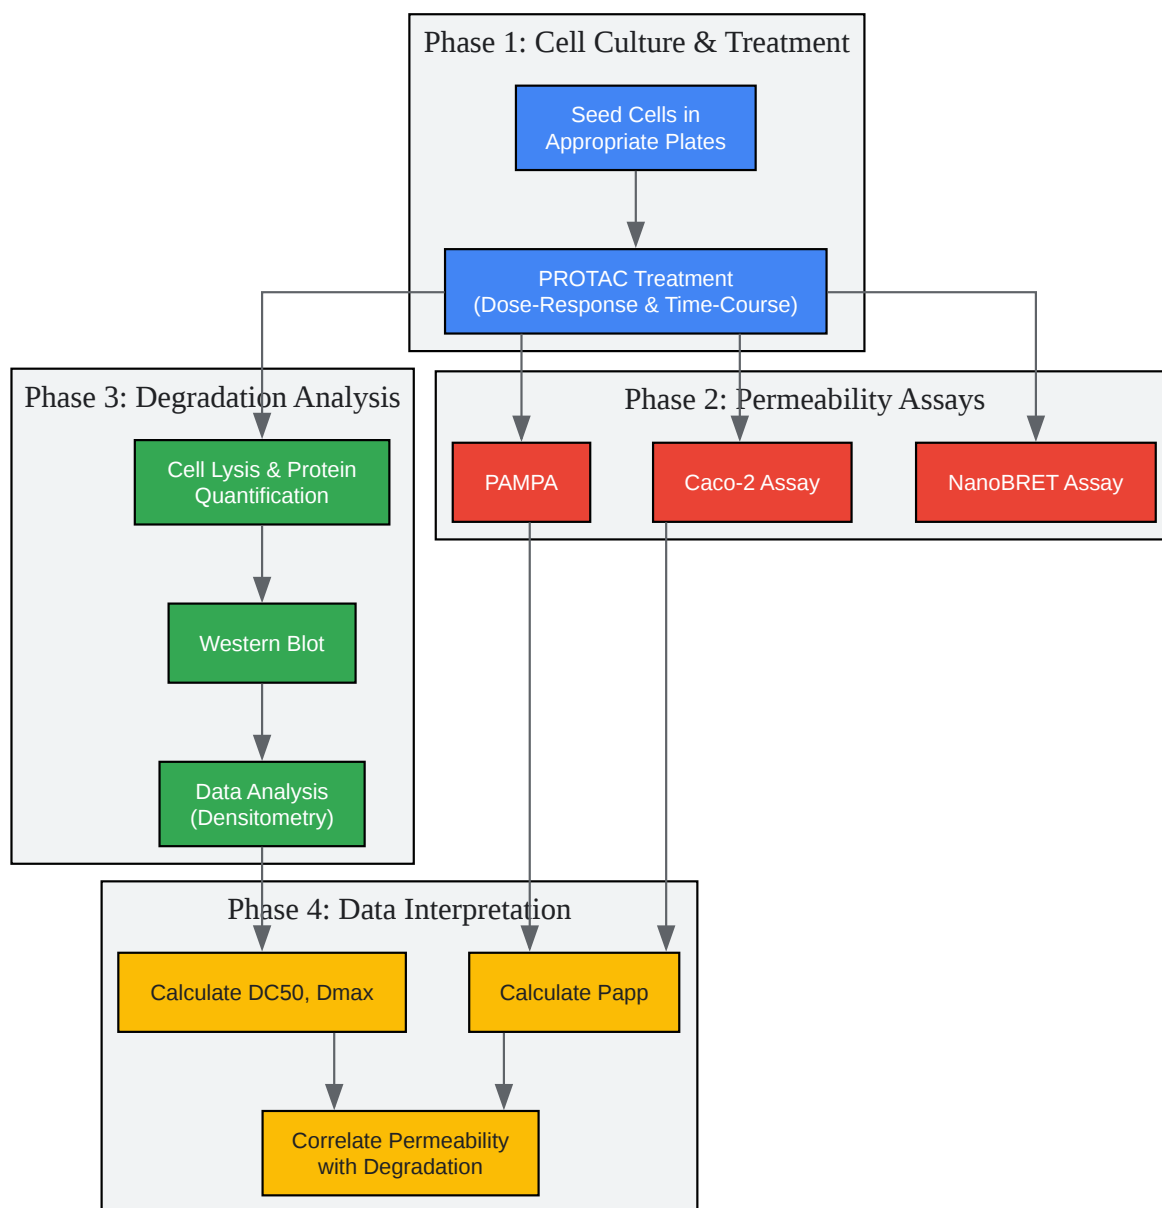 Phase 1: Cell Culture & Treatment
Seed Cells in
Appropriate Plates
PROTAC Treatment
(Dose-Response & Time-Course)
Phase 3: Degradation Analysis
Cell Lysis & Protein
Quantification
Western Blot
Data Analysis
(Densitometry)
Phase 2: Permeability Assays
PAMPA
Caco-2 Assay
NanoBRET Assay
Phase 4: Data Interpretation
Calculate DC50, Dmax
Calculate Papp
Correlate Permeability
with Degradation